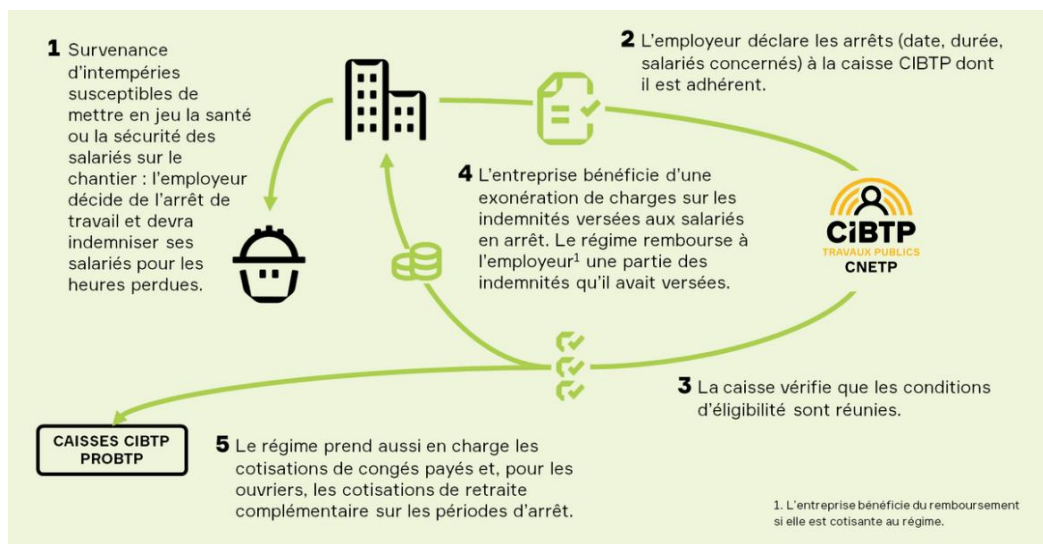 1 Survenance
d'intempéries
susceptibles de
mettre en jeu la santé
ou la sécurité des
salariés sur le
chantier : l'employeur
décide de l'arrêt de
travail et devra
indemniser ses
salariés pour les
heures perdues.
2 L'employeur déclare les arrêts (date, durée,
salariés concernés) à la caisse CIBTP dont
il est adhérent.
CiBTP
TRAVAUX PUBLICS
CNETP
3 La caisse vérifie que les conditions
d'éligibilité sont réunies.
4 L'entreprise bénéficie d'une
exonération de charges sur les
indemnités versées aux salariés
en arrêt. Le régime rembourse à
l'employeur¹ une partie des
indemnités qu'il avait versées.
CAISSES CIBTP
PROBTP
5 Le régime prend aussi en charge les
cotisations de congés payés et, pour les
ouvriers, les cotisations de retraite
complémentaire sur les périodes d'arrêt.
1. L'entreprise bénéficie du remboursement
si elle est cotisante au régime.